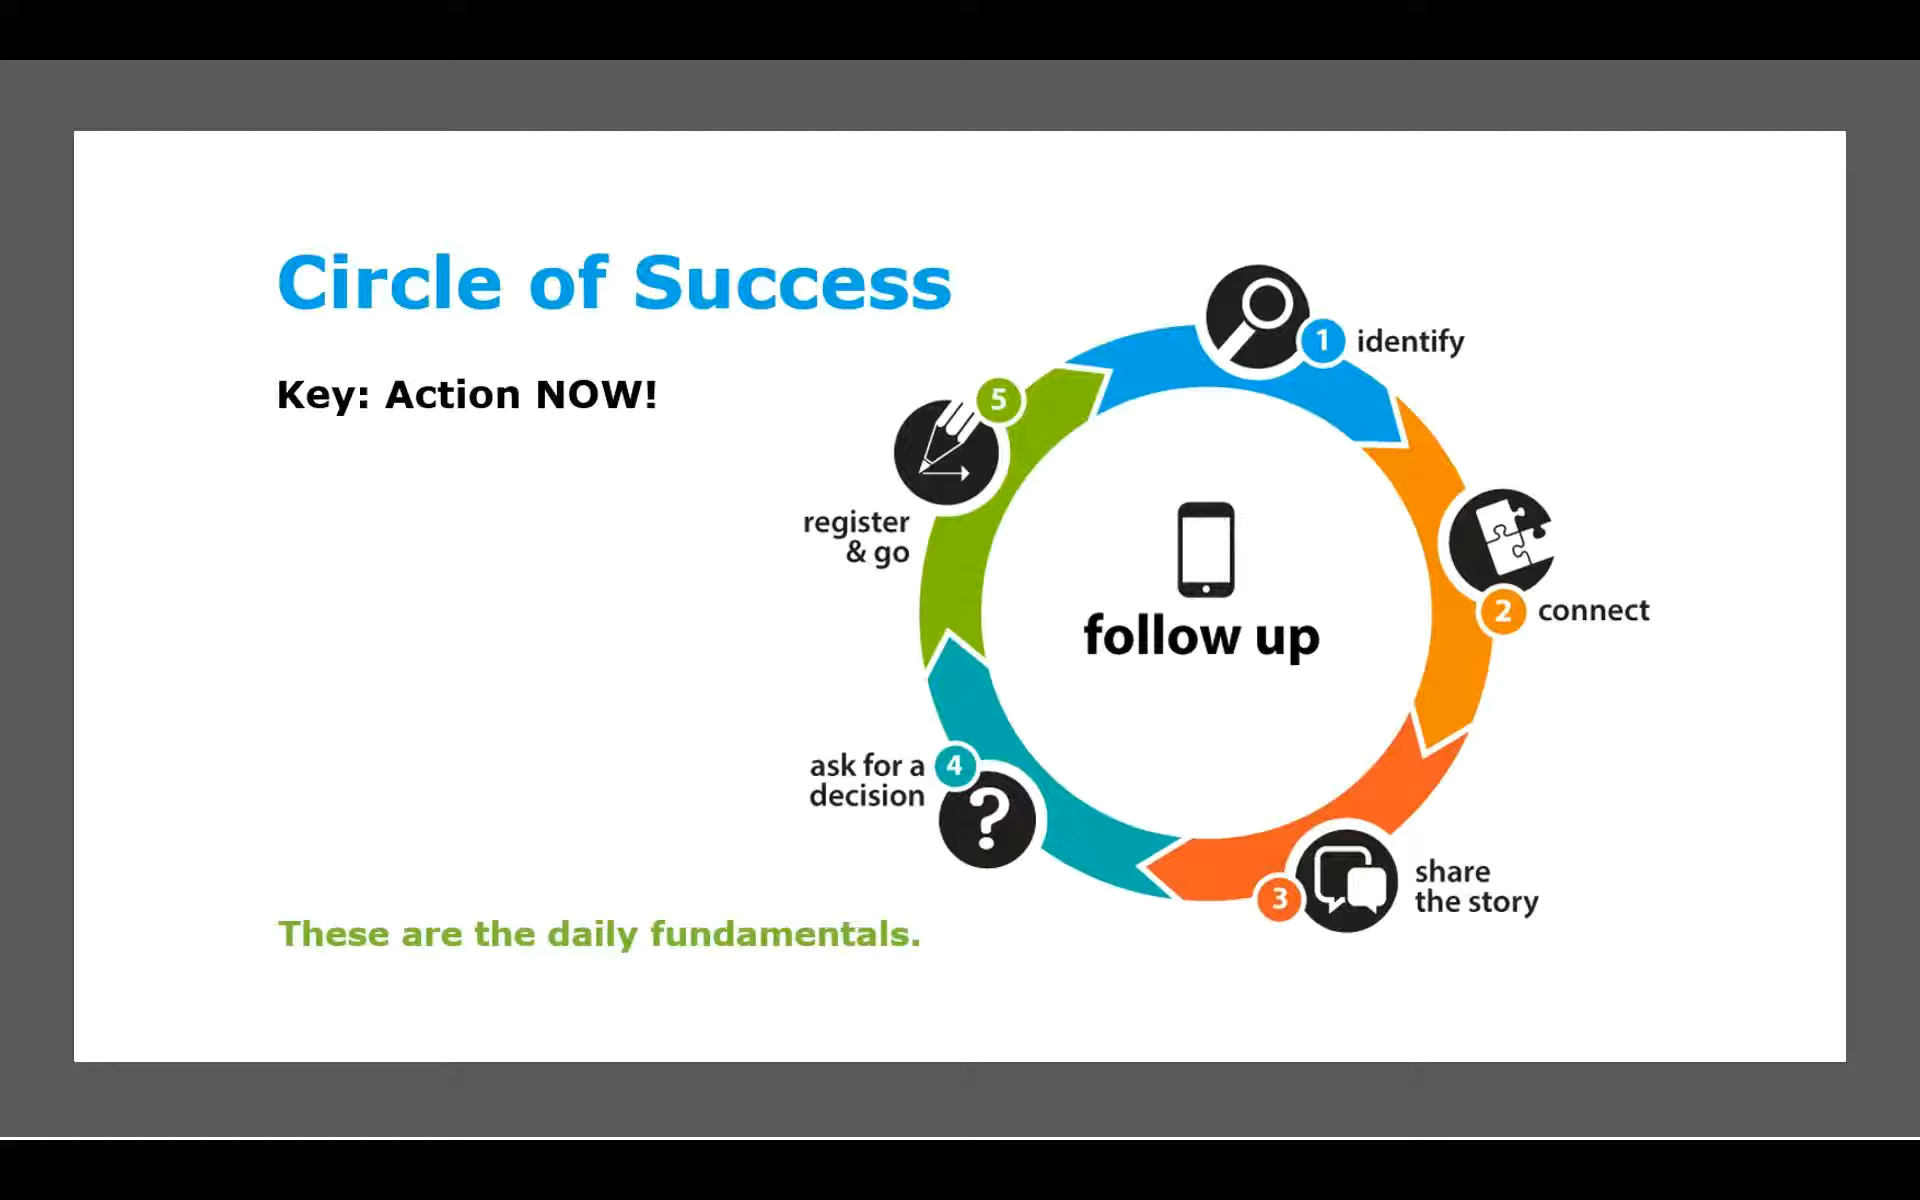 Circle of Success
Key: Action NOW!
1 identify
2 connect
3 share
the story
4 ask for a
decision
5
register
& go
follow up
These are the daily fundamentals.